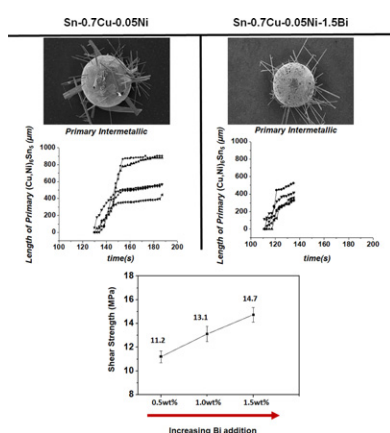 Sn-0.7Cu-0.05Ni
Sn-0.7Cu-0.05Ni-1.5Bi
Primary Intermetallic
Primary Intermetallic
Length of Primary (Cu,Ni)6Sn5 (μm)
1000
800
600
400
200
0
100 120 140 160 180 200
time(s)
Length of Primary (Cu,Ni)6Sn5 (μm)
1000
800
600
400
200
0
100 120 140 160 180 200
time(s)
Shear Strength (MPa)
18
16
14
12
10
8
11.2
13.1
14.7
0.5wt% 1.0wt% 1.5wt%
Increasing Bi addition